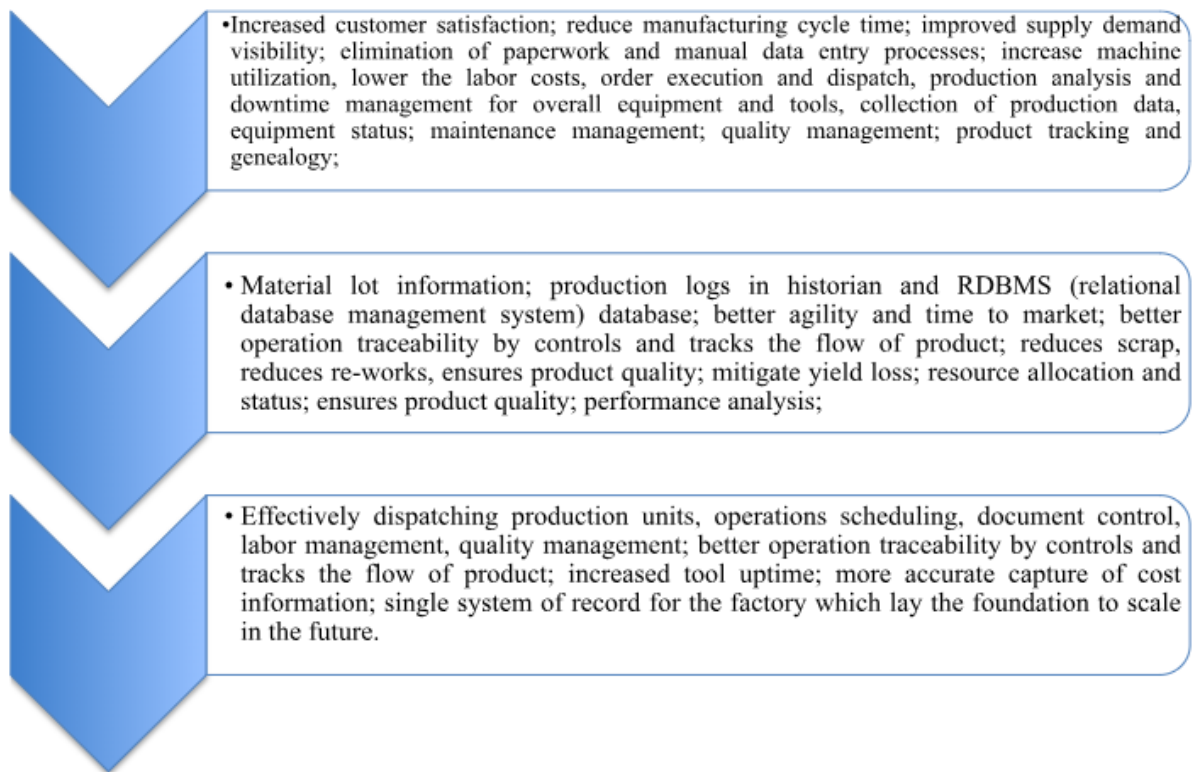 •Increased customer satisfaction; reduce manufacturing cycle time; improved supply demand
visibility; elimination of paperwork and manual data entry processes; increase machine
utilization, lower the labor costs, order execution and dispatch, production analysis and
downtime management for overall equipment and tools, collection of production data,
equipment status; maintenance management; quality management; product tracking and
genealogy;
• Material lot information; production logs in historian and RDBMS (relational
database management system) database; better agility and time to market; better
operation traceability by controls and tracks the flow of product; reduces scrap,
reduces re-works, ensures product quality; mitigate yield loss; resource allocation and
status; ensures product quality; performance analysis;
• Effectively dispatching production units, operations scheduling, document control,
labor management, quality management; better operation traceability by controls and
tracks the flow of product; increased tool uptime; more accurate capture of cost
information; single system of record for the factory which lay the foundation to scale
in the future.